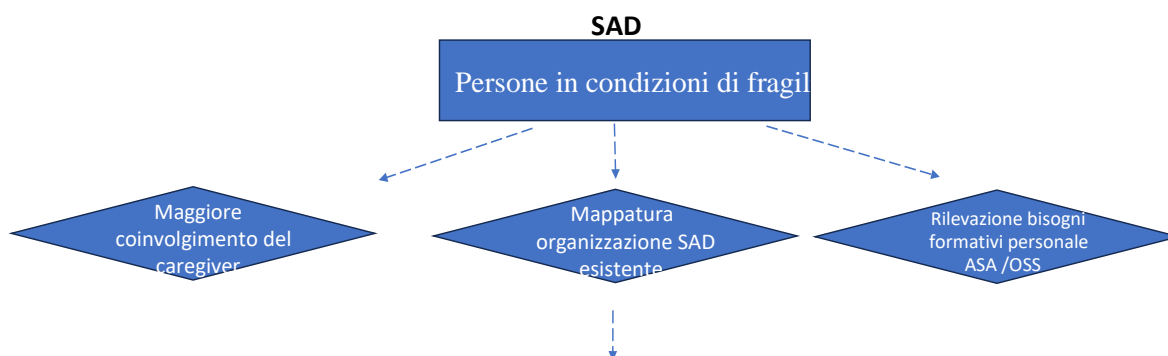 SAD
Persone in condizioni di fragil
Maggiore
coinvolgimento del
caregiver
Mappatura
organizzazione SAD
esistente
Rilevazione bisogni
formativi personale
ASA /OSS